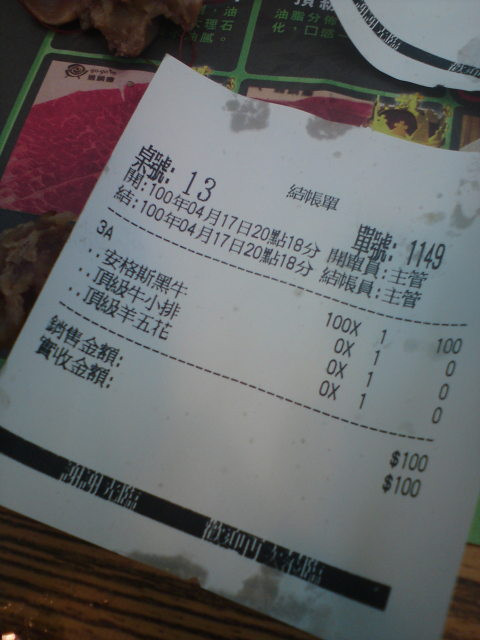 結帳單
桌號: 13 單號: 1149
開:100年04月17日20點18分 開單員:主管
結:100年04月17日20點18分 結帳員:主管
3A 100X 1 100
..安格斯黑牛 0X 1 0
..頂級牛小排 0X 1 0
..頂級羊五花 0X 1 0
銷售金額: $100
實收金額: $100